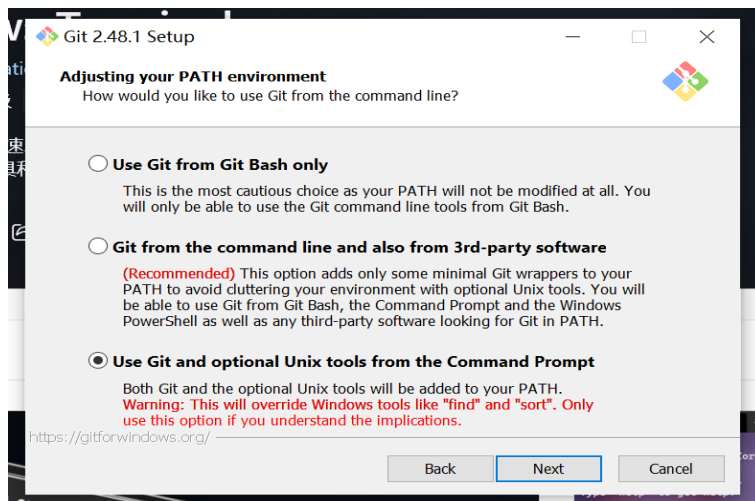 Git 2.48.1 Setup
Adjusting your PATH environment
How would you like to use Git from the command line?
Use Git from Git Bash only
This is the most cautious choice as your PATH will not be modified at all. You
will only be able to use the Git command line tools from Git Bash.
Git from the command line and also from 3rd-party software
(Recommended) This option adds only some minimal Git wrappers to your
PATH to avoid cluttering your environment with optional Unix tools. You will
be able to use Git from Git Bash, the Command Prompt and the Windows
PowerShell as well as any third-party software looking for Git in PATH.
Use Git and optional Unix tools from the Command Prompt
Both Git and the optional Unix tools will be added to your PATH.
Warning: This will override Windows tools like "find" and "sort". Only
use this option if you understand the implications.
https://gitforwindows.org/
Back
Next
Cancel